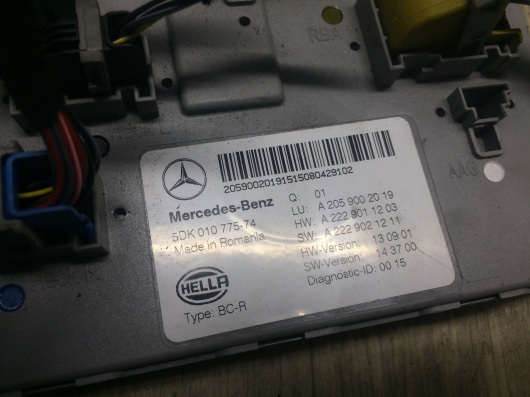 RBA
AAG
20590020191515080429102
Mercedes-Benz
5DK 010 775-74
Made in Romania
Q: 01
LU: A 205 900 20 19
HW: A 222 901 12 03
SW: A 222 902 12 11
HW-Version: 13 09 01
SW-Version: 14 37 00
Diagnostic-ID: 00 15
HELLA
Type: BC-R